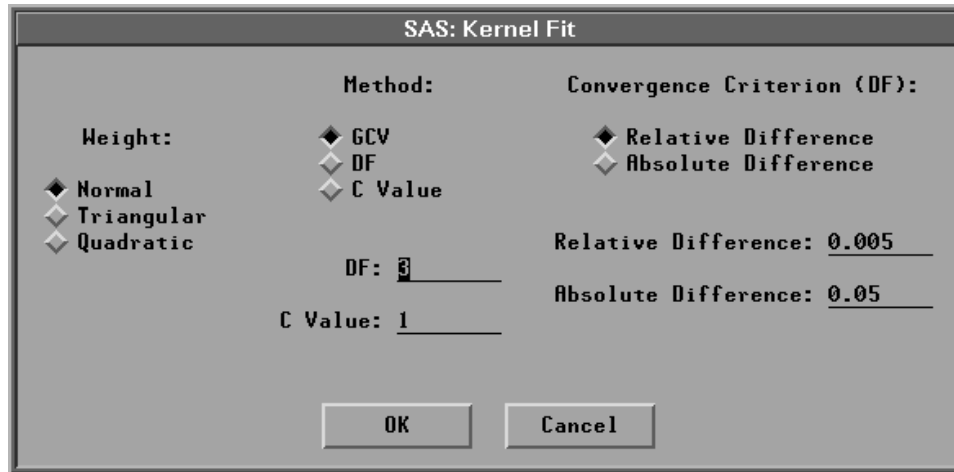 SAS: Kernel Fit
Method:
Convergence Criterion (DF):
Weight:
GCV
DF
C Value
Relative Difference
Absolute Difference
Normal
Triangular
Quadratic
DF: 3
C Value: 1
Relative Difference: 0.005
Absolute Difference: 0.05
OK
Cancel